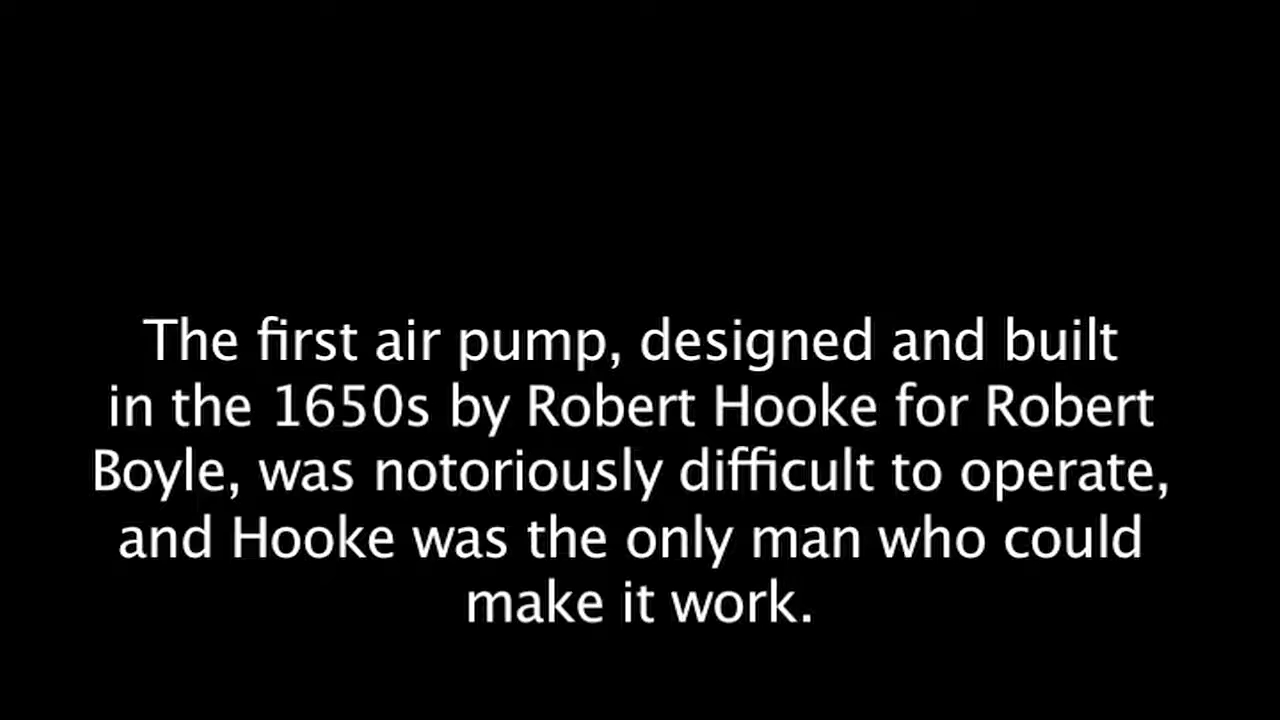 The first air pump, designed and built
in the 1650s by Robert Hooke for Robert
Boyle, was notoriously difficult to operate,
and Hooke was the only man who could
make it work.